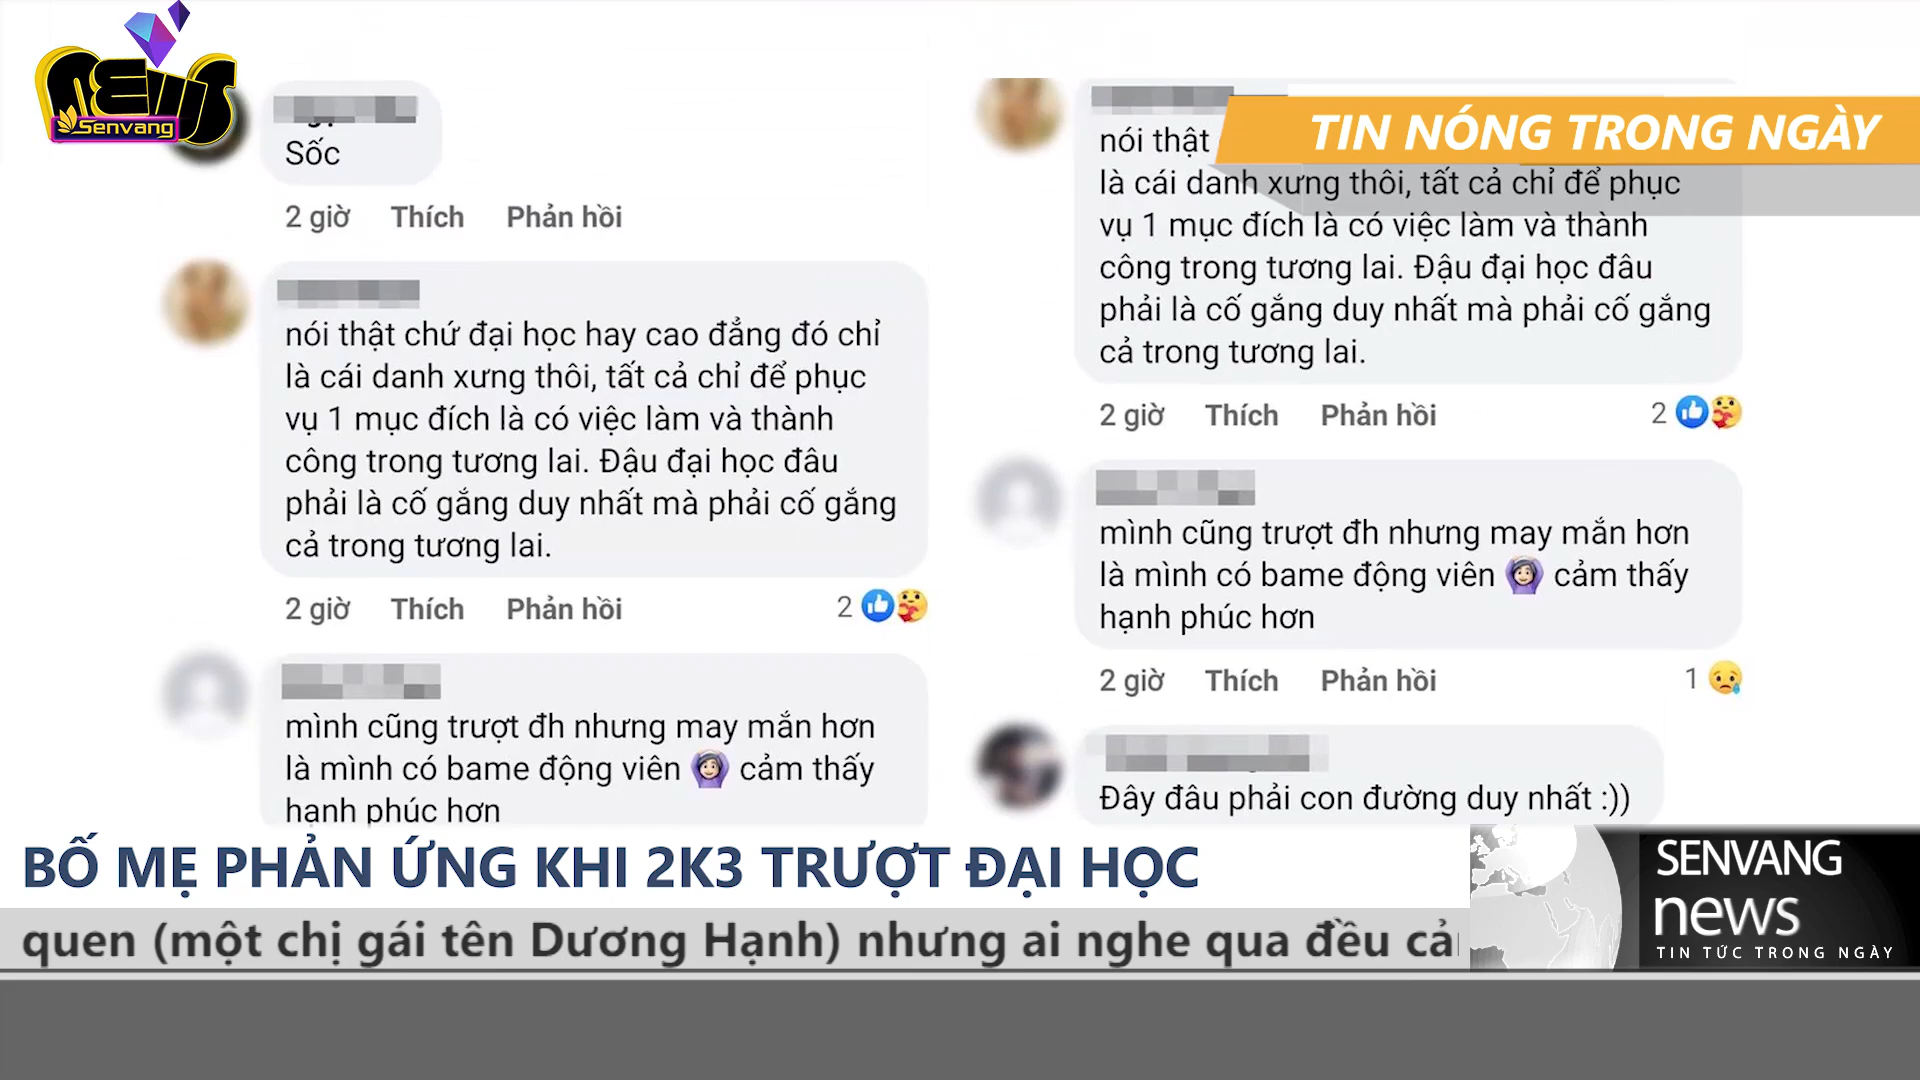 NEWS
Senvang
TIN NÓNG TRONG NGÀY
Sốc
2 giờ Thích Phản hồi
nói thật chứ đại học hay cao đẳng đó chỉ
là cái danh xưng thôi, tất cả chỉ để phục
vụ 1 mục đích là có việc làm và thành
công trong tương lai. Đậu đại học đâu
phải là cố gắng duy nhất mà phải cố gắng
cả trong tương lai.
2 giờ Thích Phản hồi 2
mình cũng trượt đh nhưng may mắn hơn
là mình có bame động viên 🙆🏻 cảm thấy
hạnh phúc hơn
nói thật
là cái danh xưng thôi, tất cả chỉ để phục
vụ 1 mục đích là có việc làm và thành
công trong tương lai. Đậu đại học đâu
phải là cố gắng duy nhất mà phải cố gắng
cả trong tương lai.
2 giờ Thích Phản hồi 2
mình cũng trượt đh nhưng may mắn hơn
là mình có bame động viên 🙆🏻 cảm thấy
hạnh phúc hơn
2 giờ Thích Phản hồi 1
Đây đâu phải con đường duy nhất :))
BỐ MẸ PHẢN ỨNG KHI 2K3 TRƯỢT ĐẠI HỌC
quen (một chị gái tên Dương Hạnh) nhưng ai nghe qua đều
SENVANG
news
TIN TỨC TRONG NGÀY